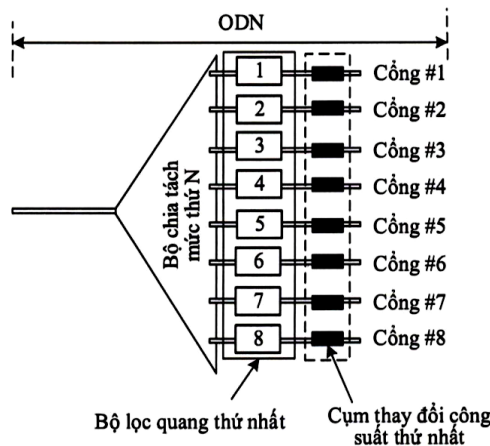 ODN
1 Cổng #1
2 Cổng #2
3 Cổng #3
4 Cổng #4
5 Cổng #5
6 Cổng #6
7 Cổng #7
8 Cổng #8
Bộ chia tách
mức thứ N
Bộ lọc quang thứ nhất
Cụm thay đổi công
suất thứ nhất